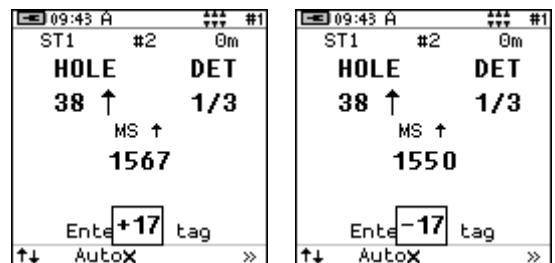 09:43 A #1
ST1 #2 0m
HOLE DET
38 ↑ 1/3
MS ↑
1567
Ente +17 tag
↑↓ AutoX »
09:43 A #1
ST1 #2 0m
HOLE DET
38 ↑ 1/3
MS ↑
1550
Ente -17 tag
↑↓ AutoX »